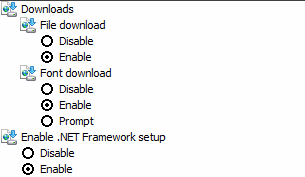 Downloads
File download
Disable
Enable
Font download
Disable
Enable
Prompt
Enable .NET Framework setup
Disable
Enable